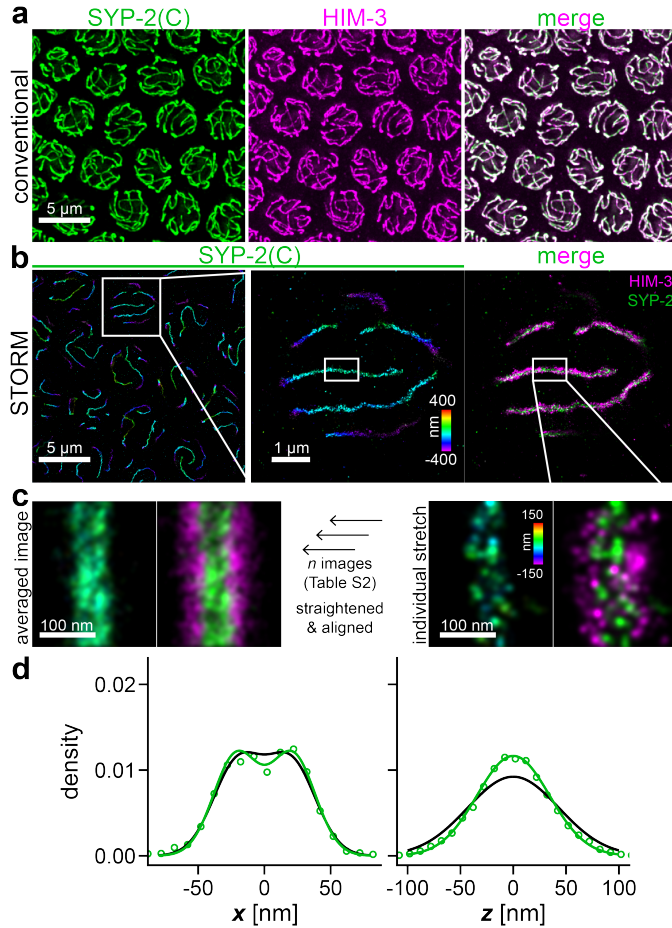 a
SYP-2(C)
HIM-3
merge
conventional
5 µm
b
SYP-2(C)
merge
STORM
5 µm
1 µm
400
nm
-400
HIM-3
SYP-2
c
averaged image
100 nm
n images
(Table S2)
straightened
& aligned
individual stretch
100 nm
150
nm
-150
d
density
0.02
0.01
0.00
-50
0
50
x [nm]
-100
-50
0
50
100
z [nm]